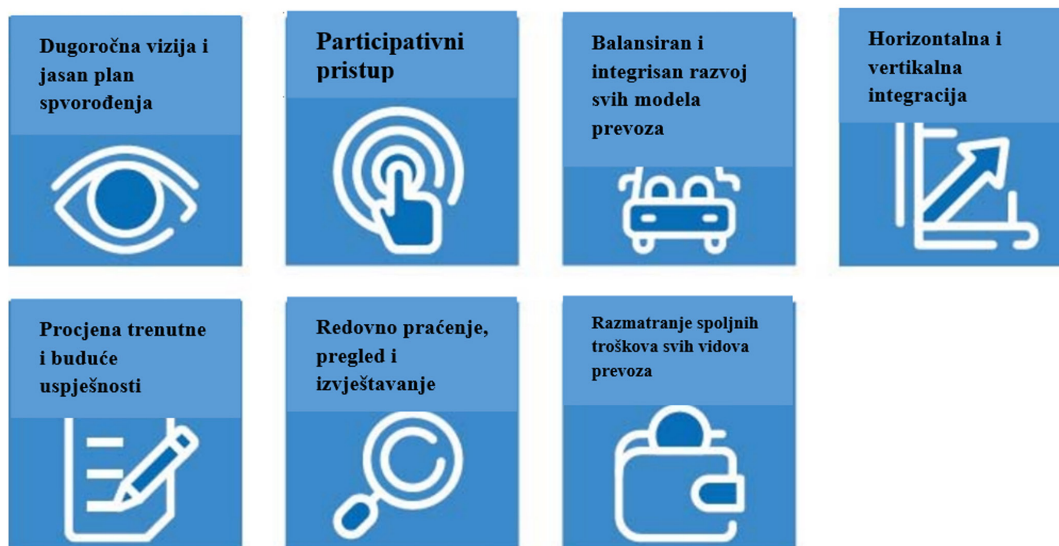 Dugoročna vizija i
jasan plan
spvorođenja
Participativni
pristup
Balansiran i
integrisan razvoj
svih modela
prevoza
Horizontalna i
vertikalna
integracija
Procjena trenutne
i buduće
uspješnosti
Redovno praćenje,
pregled i
izvještavanje
Razmatranje spoljnih
troškova svih vidova
prevoza